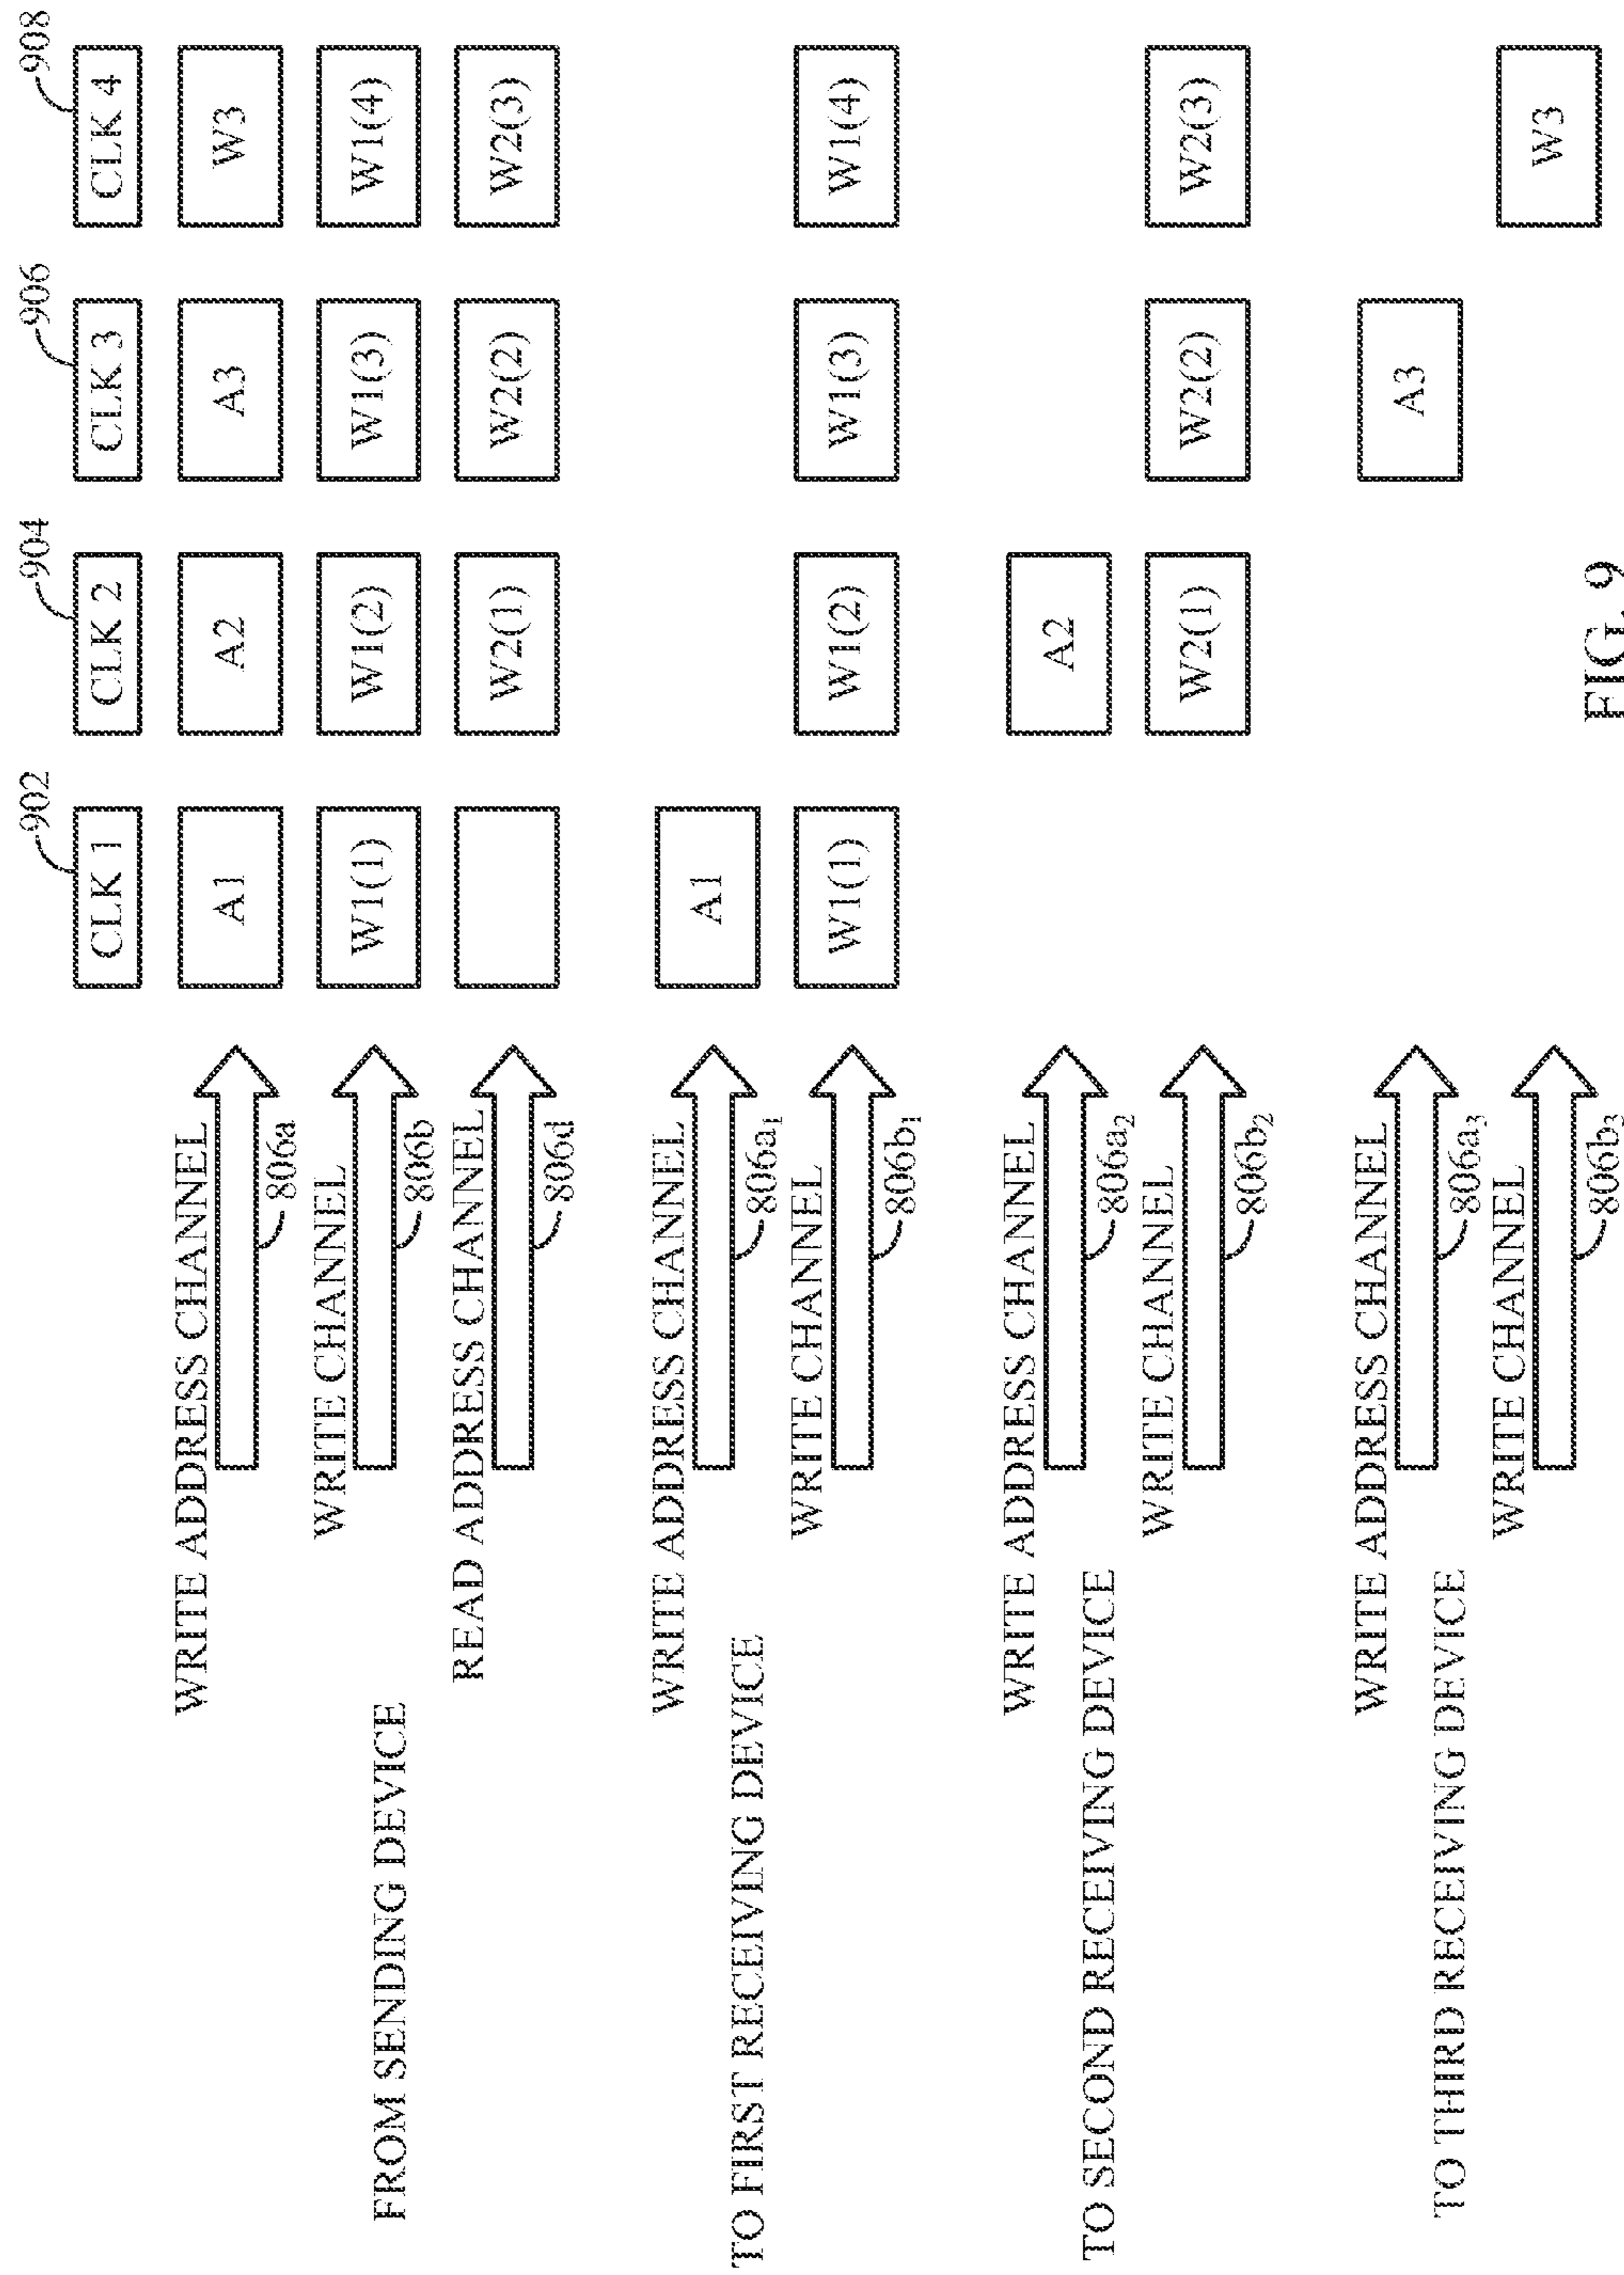 902 904 906 908
CLK 1 CLK 2 CLK 3 CLK 4
WRITE ADDRESS CHANNEL
806a
A1 A2 A3 W3
FROM SENDING DEVICE
WRITE CHANNEL
806b
W1(1) W1(2) W1(3) W1(4)
READ ADDRESS CHANNEL
806d
W2(1) W2(2) W2(3)
WRITE ADDRESS CHANNEL
806a1
A1
TO FIRST RECEIVING DEVICE
WRITE CHANNEL
806b1
W1(1) W1(2) W1(3) W1(4)
WRITE ADDRESS CHANNEL
806a2
A2
TO SECOND RECEIVING DEVICE
WRITE CHANNEL
806b2
W2(1) W2(2) W2(3)
WRITE ADDRESS CHANNEL
806a3
A3
TO THIRD RECEIVING DEVICE
WRITE CHANNEL
806b3
W3
FIG. 9